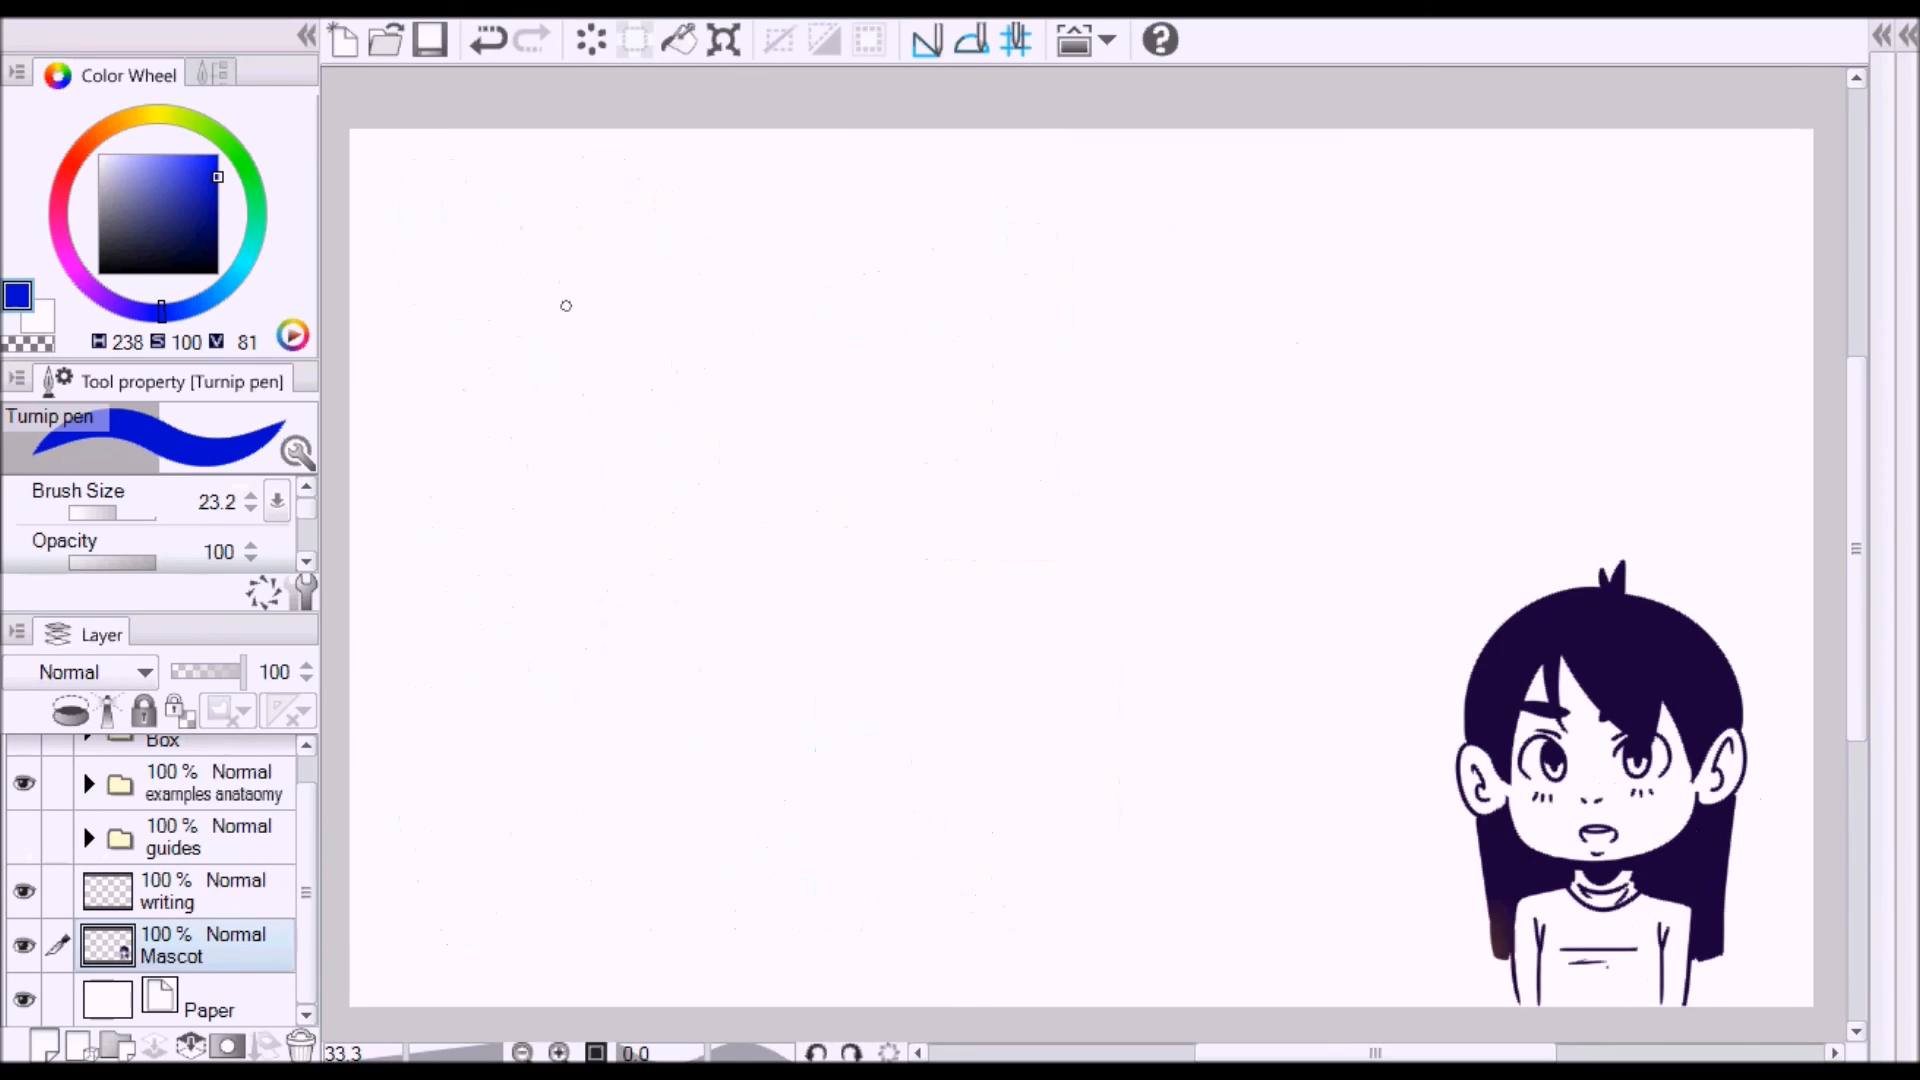 Color Wheel
H 238 S 100 V 81
Tool property [Turnip pen]
Turnip pen
Brush Size
23.2
Opacity
100
Layer
Normal
100
Box
100 % Normal
examples anataomy
100 % Normal
guides
100 % Normal
writing
100 % Normal
Mascot
Paper
33.3
0.0